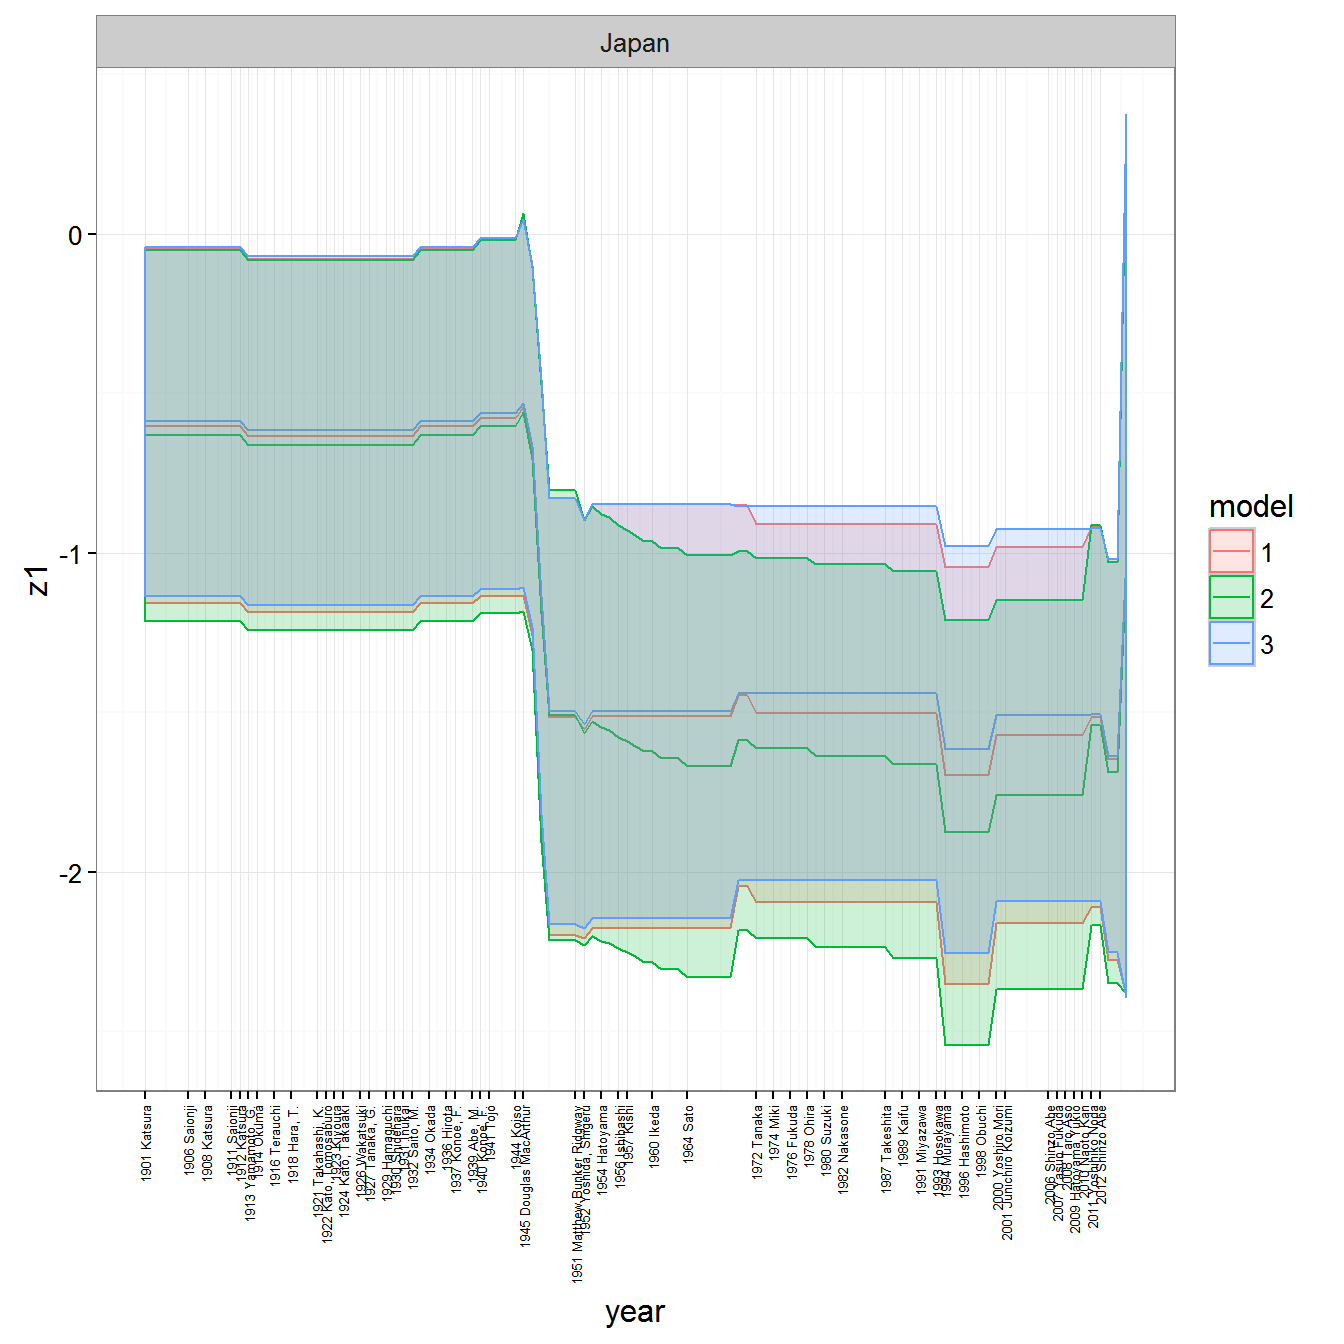 Japan
z1
0
-1
-2
1901 Katsura
1906 Saionji
1908 Katsura
1911 Saionji
1912 Katsura
1913 Yamamoto, G.
1914 Okuma
1916 Terauchi
1918 Hara, T.
1921 Takahashi, K.
1922 Kato, Tomosaburo
1923 Kiyoura
1924 Kato, Takaaki
1926 Wakatsuki
1927 Tanaka, G.
1929 Hamaguchi
1930 Shidehara
1931 Inukai
1932 Saito, M.
1934 Okada
1936 Hirota
1937 Konoe, F.
1939 Abe, N.
1940 Konoe, F.
1941 Tojo
1944 Koiso
1945 Douglas MacArthur
1951 Matthew Bunker Ridgway
1952 Yoshida, Shigeru
1954 Hatoyama
1956 Ishibashi
1957 Kishi
1960 Ikeda
1964 Sato
1972 Tanaka
1974 Miki
1976 Fukuda
1978 Ohira
1980 Suzuki
1982 Nakasone
1987 Takeshita
1989 Kaifu
1991 Miyazawa
1993 Hosokawa
1994 Murayama
1996 Hashimoto
1998 Obuchi
2000 Yoshiro Mori
2001 Junichiro Koizumi
2006 Shinzo Abe
2007 Yasuo Fukuda
2008 Taro Aso
2009 Hatoyama Yukio
2010 Naoto Kan
2011 Yoshihiko Noda
2012 Shinzo Abe
year
model
1
2
3